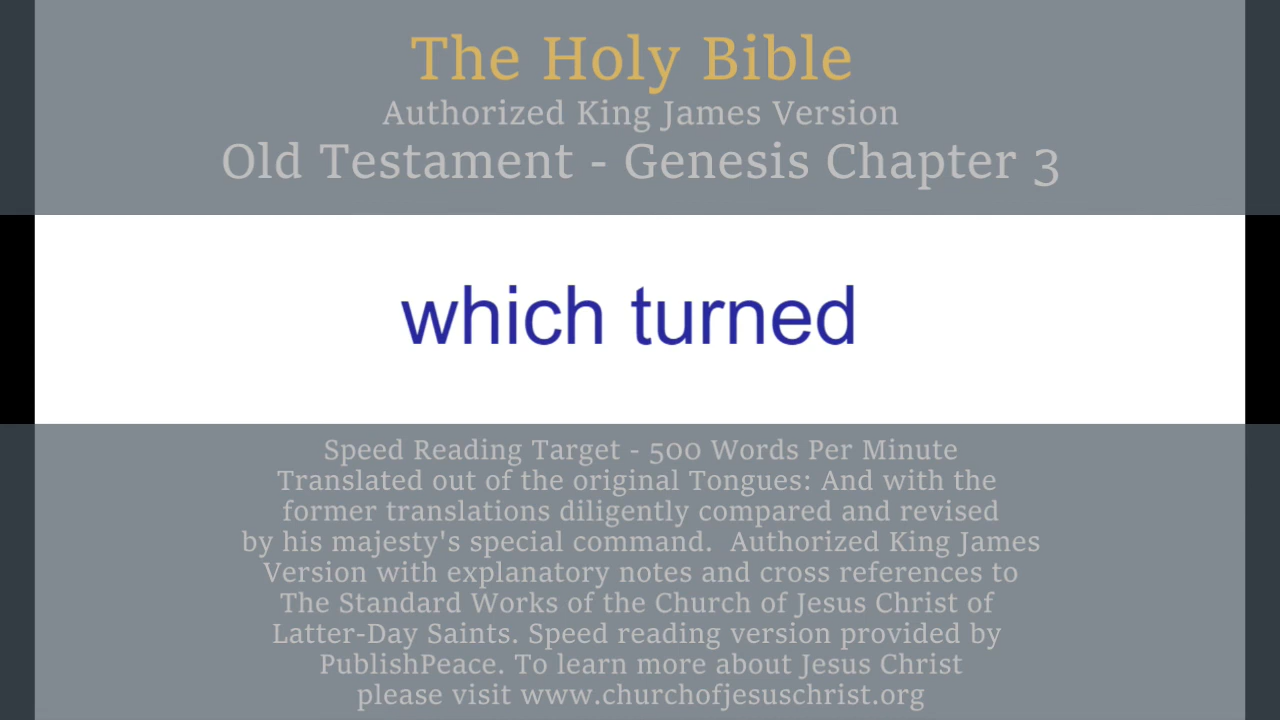 The Holy Bible
Authorized King James Version
Old Testament - Genesis Chapter 3
which turned
Speed Reading Target - 500 Words Per Minute
Translated out of the original Tongues: And with the
former translations diligently compared and revised
by his majesty's special command.  Authorized King James
Version with explanatory notes and cross references to
The Standard Works of the Church of Jesus Christ of
Latter-Day Saints. Speed reading version provided by
PublishPeace. To learn more about Jesus Christ
please visit www.churchofjesuschrist.org